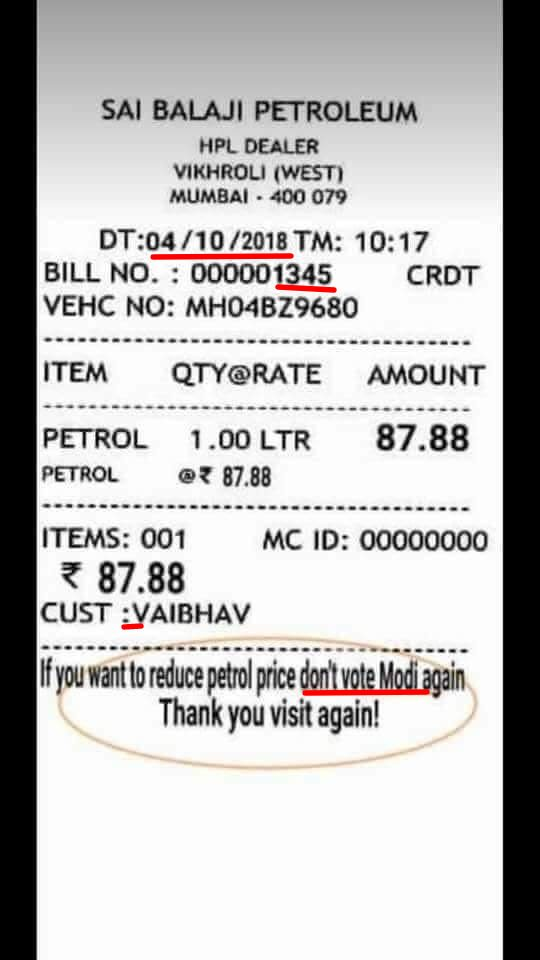 SAI BALAJI PETROLEUM
HPL DEALER
VIKHROLI (WEST)
MUMBAI - 400 079
DT:04/10/2018 TM: 10:17
BILL NO. : 000001345 CRDT
VEHC NO: MH04BZ9680
ITEM QTY@RATE AMOUNT
PETROL 1.00 LTR 87.88
PETROL @₹ 87.88
ITEMS: 001 MC ID: 00000000
₹ 87.88
CUST :VAIBHAV
If you want to reduce petrol price don't vote Modi again
Thank you visit again!